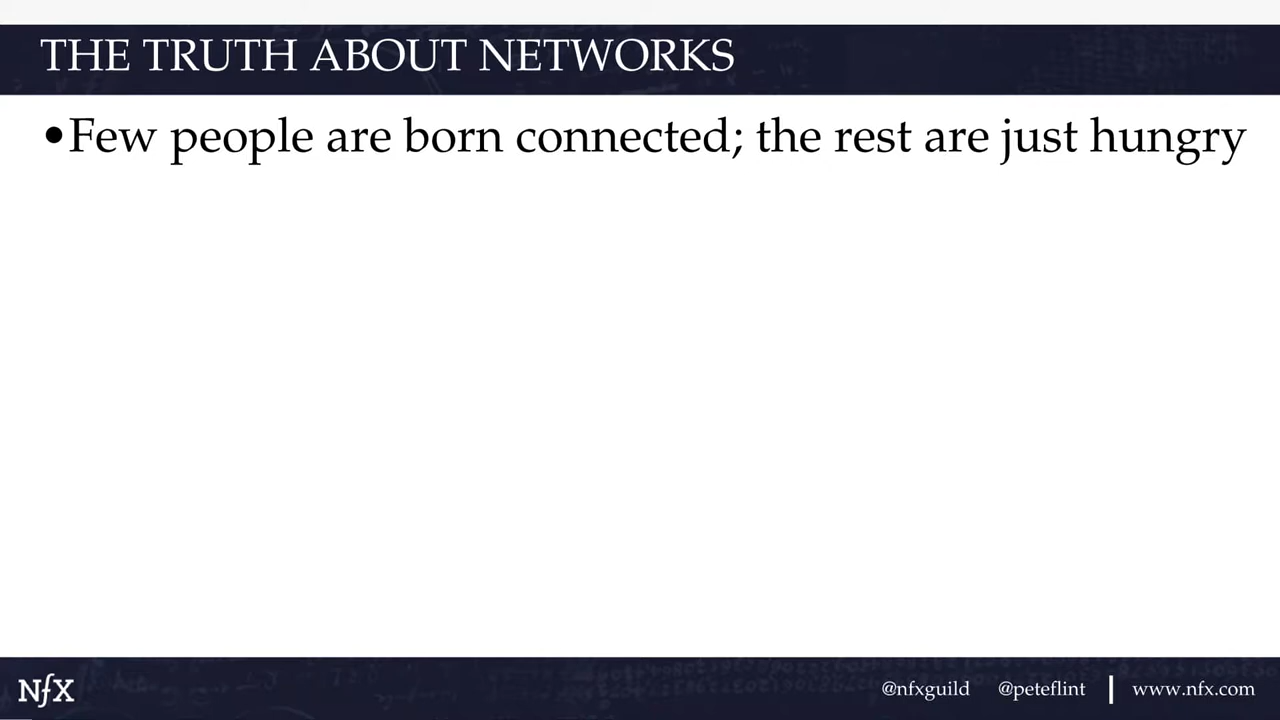 THE TRUTH ABOUT NETWORKS
•Few people are born connected; the rest are just hungry
NfX
@nfxguild @peteflint | www.nfx.com